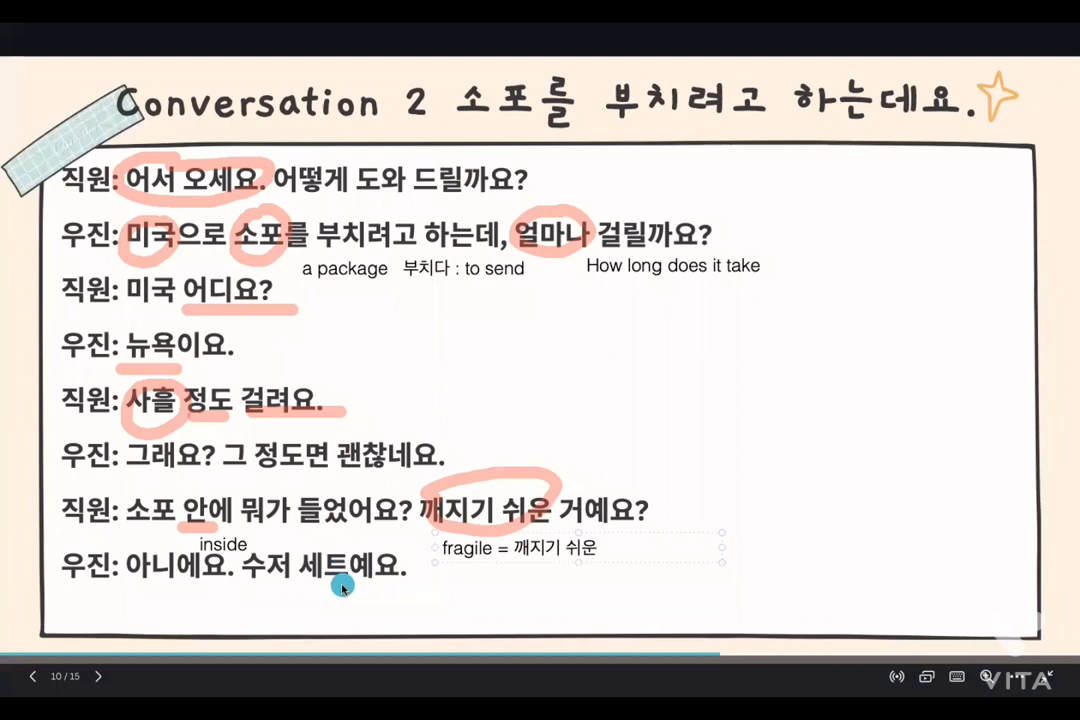 Conversation 2 소포를 부치려고 하는데요.
직원: 어서 오세요. 어떻게 도와 드릴까요?
우진: 미국으로 소포를 부치려고 하는데, 얼마나 걸릴까요?
a package 부치다 : to send How long does it take
직원: 미국 어디요?
우진: 뉴욕이요.
직원: 사흘 정도 걸려요.
우진: 그래요? 그 정도면 괜찮네요.
직원: 소포 안에 뭐가 들었어요? 깨지기 쉬운 거예요?
inside fragile = 깨지기 쉬운
우진: 아니에요. 수저 세트예요.
10 / 15
VITA